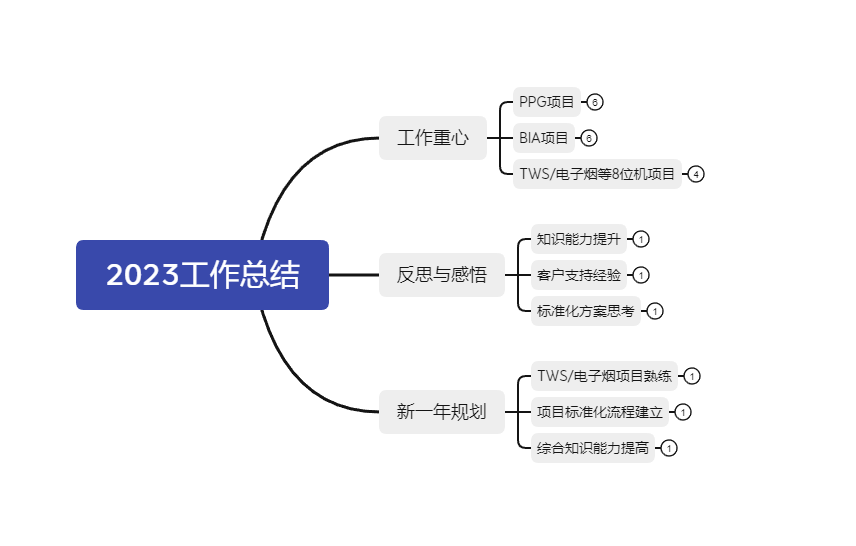 2023工作总结
工作重心
PPG项目 6
BIA项目 6
TWS/电子烟等8位机项目 4
反思与感悟
知识能力提升 1
客户支持经验 1
标准化方案思考 1
新一年规划
TWS/电子烟项目熟练 1
项目标准化流程建立 1
综合知识能力提高 1